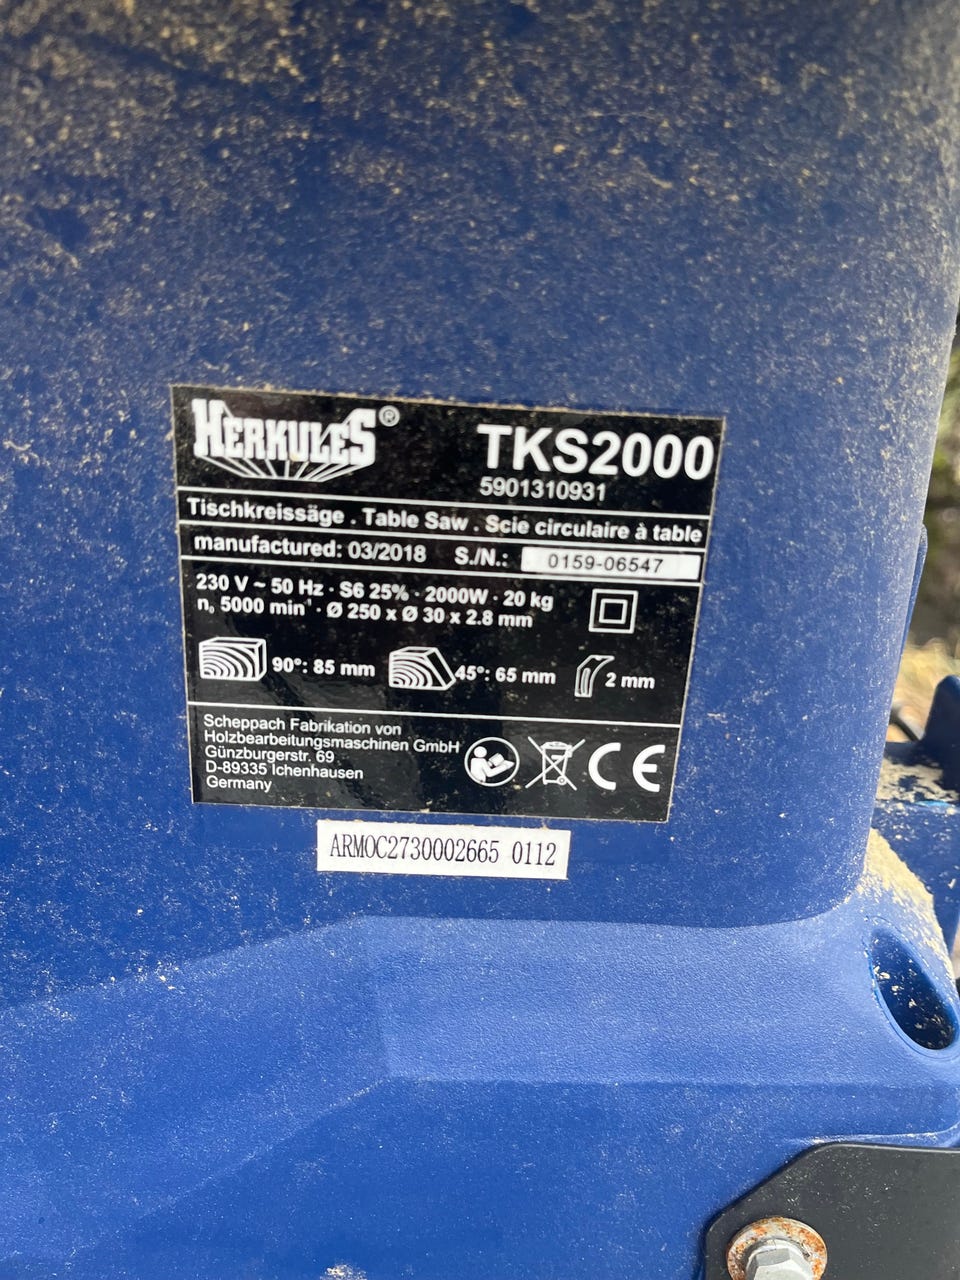 HERKULES®
TKS2000
5901310931
Tischkreissäge . Table Saw . Scie circulaire à table
manufactured: 03/2018 S./N.: 0159-06547
230 V ~ 50 Hz · S6 25% · 2000W · 20 kg
n₀ 5000 min⁻¹ · Ø 250 x Ø 30 x 2.8 mm
90°: 85 mm 45°: 65 mm 2 mm
Scheppach Fabrikation von
Holzbearbeitungsmaschinen GmbH
Günzburgerstr. 69
D-89335 Ichenhausen
Germany
CE
ARMOC2730002665 0112